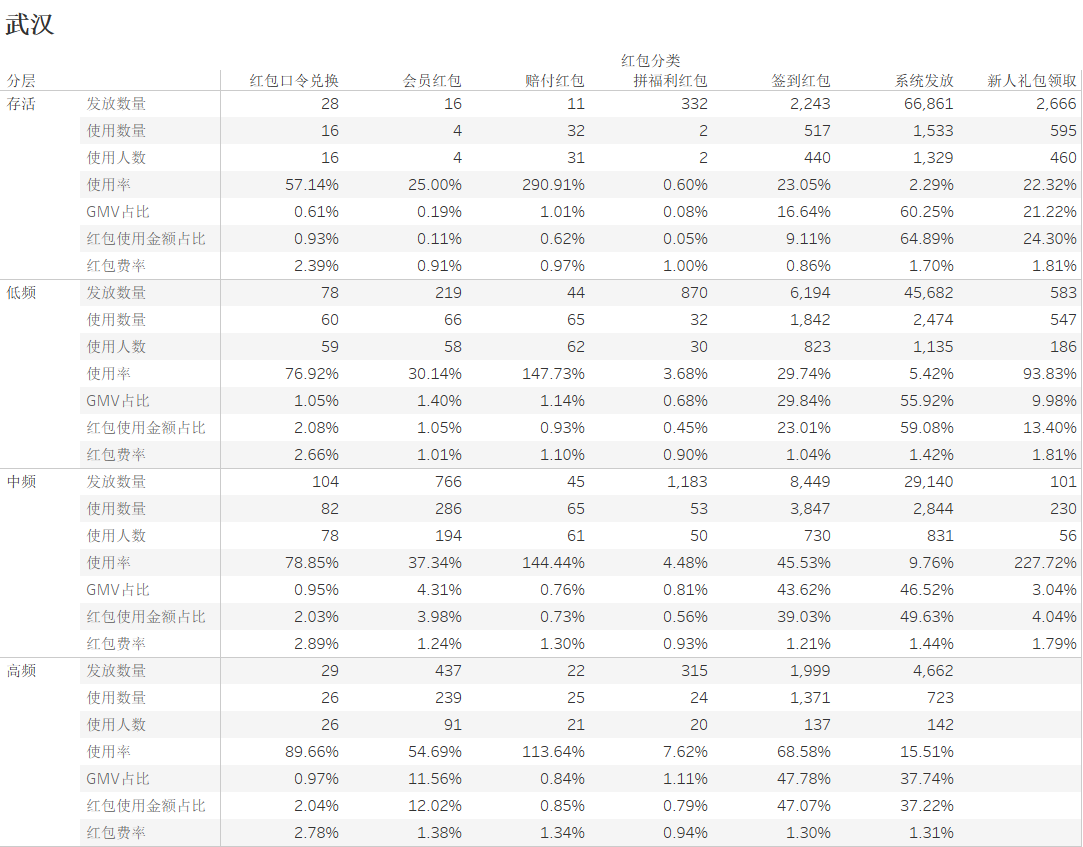 武汉
红包分类
分层 红包口令兑换 会员红包 赔付红包 拼福利红包 签到红包 系统发放 新人礼包领取
存活 发放数量 28 16 11 332 2,243 66,861 2,666
使用数量 16 4 32 2 517 1,533 595
使用人数 16 4 31 2 440 1,329 460
使用率 57.14% 25.00% 290.91% 0.60% 23.05% 2.29% 22.32%
GMV占比 0.61% 0.19% 1.01% 0.08% 16.64% 60.25% 21.22%
红包使用金额占比 0.93% 0.11% 0.62% 0.05% 9.11% 64.89% 24.30%
红包费率 2.39% 0.91% 0.97% 1.00% 0.86% 1.70% 1.81%
低频 发放数量 78 219 44 870 6,194 45,682 583
使用数量 60 66 65 32 1,842 2,474 547
使用人数 59 58 62 30 823 1,135 186
使用率 76.92% 30.14% 147.73% 3.68% 29.74% 5.42% 93.83%
GMV占比 1.05% 1.40% 1.14% 0.68% 29.84% 55.92% 9.98%
红包使用金额占比 2.08% 1.05% 0.93% 0.45% 23.01% 59.08% 13.40%
红包费率 2.66% 1.01% 1.10% 0.90% 1.04% 1.42% 1.81%
中频 发放数量 104 766 45 1,183 8,449 29,140 101
使用数量 82 286 65 53 3,847 2,844 230
使用人数 78 194 61 50 730 831 56
使用率 78.85% 37.34% 144.44% 4.48% 45.53% 9.76% 227.72%
GMV占比 0.95% 4.31% 0.76% 0.81% 43.62% 46.52% 3.04%
红包使用金额占比 2.03% 3.98% 0.73% 0.56% 39.03% 49.63% 4.04%
红包费率 2.89% 1.24% 1.30% 0.93% 1.21% 1.44% 1.79%
高频 发放数量 29 437 22 315 1,999 4,662
使用数量 26 239 25 24 1,371 723
使用人数 26 91 21 20 137 142
使用率 89.66% 54.69% 113.64% 7.62% 68.58% 15.51%
GMV占比 0.97% 11.56% 0.84% 1.11% 47.78% 37.74%
红包使用金额占比 2.04% 12.02% 0.85% 0.79% 47.07% 37.22%
红包费率 2.78% 1.38% 1.34% 0.94% 1.30% 1.31%